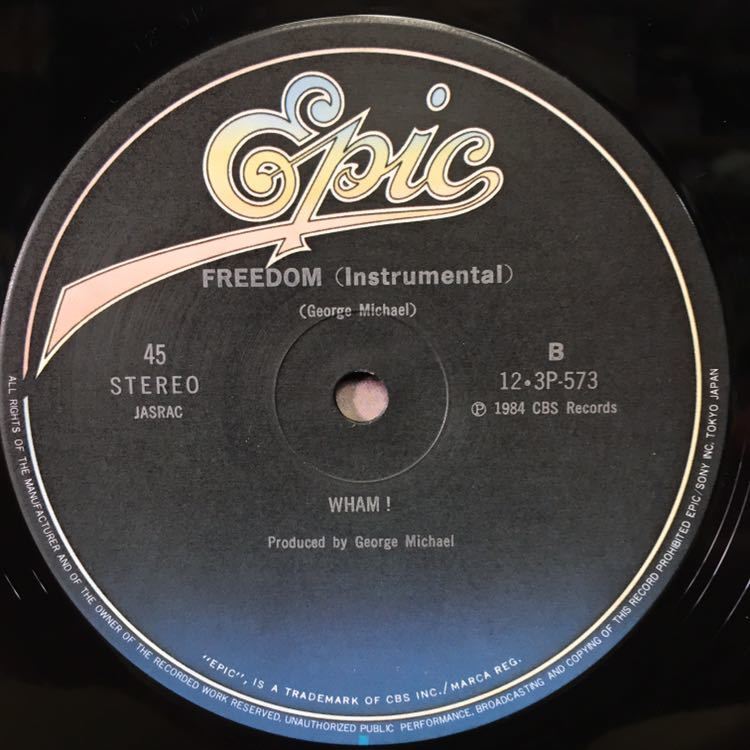 Epic
FREEDOM (Instrumental)
(George Michael)
45
STEREO
JASRAC
B
12・3P-573
Ⓟ 1984 CBS Records
WHAM !
Produced by George Michael
"EPIC", IS A TRADEMARK OF CBS INC./MARCA REG.
ALL RIGHTS OF THE MANUFACTURER AND OF THE OWNER OF THE RECORDED WORK RESERVED. UNAUTHORIZED PUBLIC PERFORMANCE, BROADCASTING AND COPYING OF THIS RECORD PROHIBITED EPIC/SONY INC. TOKYO JAPAN